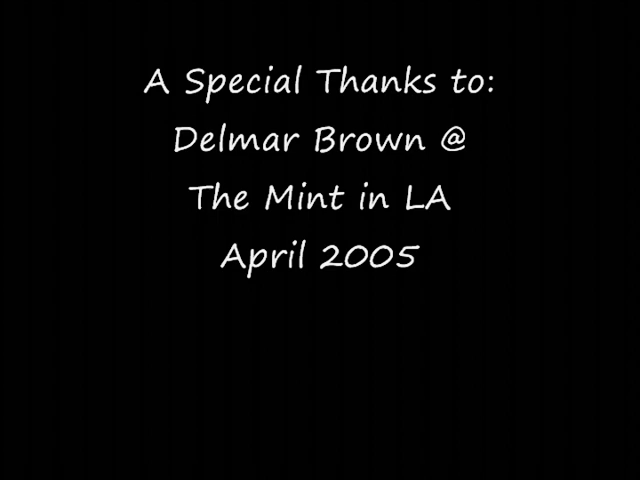 A Special Thanks to:
Delmar Brown @
The Mint in LA
April 2005